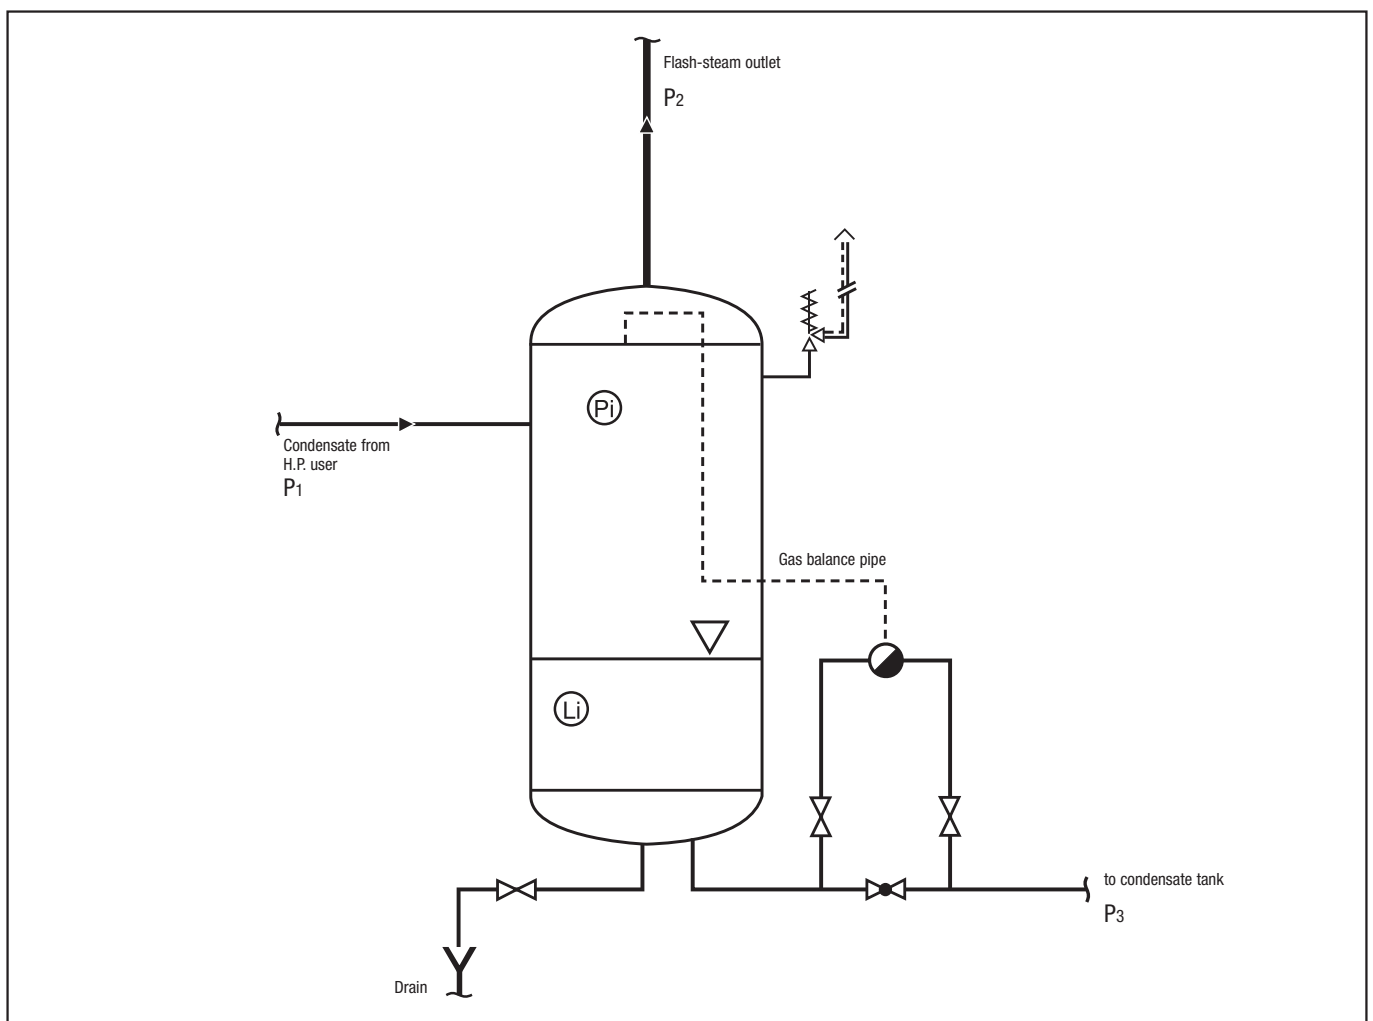 Flash-steam outlet
P2
Pi
Condensate from
H.P. user
P1
Gas balance pipe
Li
to condensate tank
P3
Drain